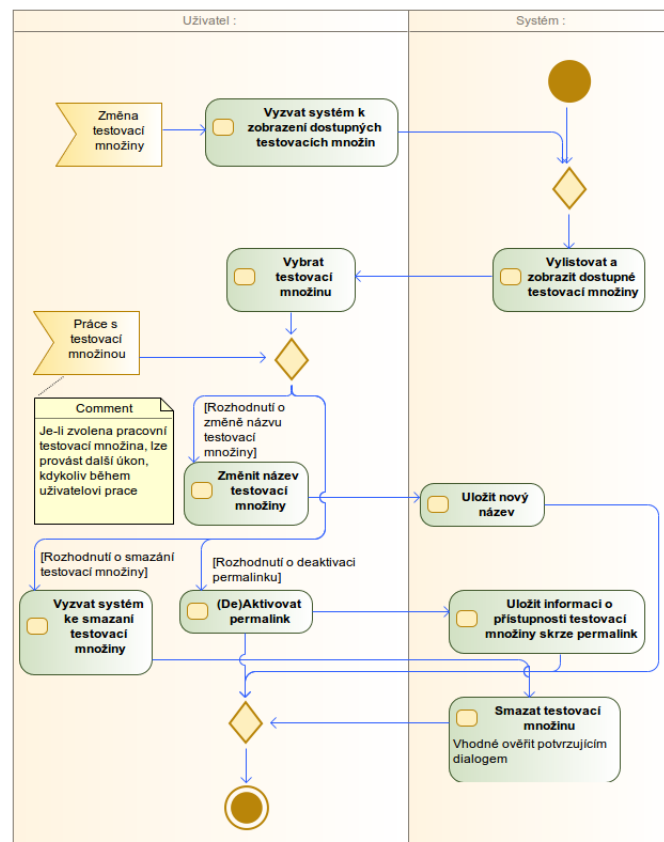 Uživatel :
Systém :
Změna
testovací
množiny
Vyzvat systém k
zobrazení dostupných
testovacích množin
Vybrat
testovací
množinu
Vylistovat a
zobrazit dostupné
testovací množiny
Práce s
testovací
množinou
Comment
Je-li zvolena pracovní
testovací množina, lze
provást další úkon,
kdykoliv během
uživatelovi prace
[Rozhodnutí o
změně názvu
testovací
množiny]
Změnit název
testovací
množiny
Uložit nový
název
[Rozhodnutí o smazání
testovací množiny]
[Rozhodnutí o deaktivaci
permalinku]
Vyzvat systém
ke smazaní
testovací
množiny
(De)Aktivovat
permalink
Uložit informaci o
přístupnosti testovací
množiny skrze permalink
Smazat testovací
množinu
Vhodné ověřit potvrzujícím
dialogem